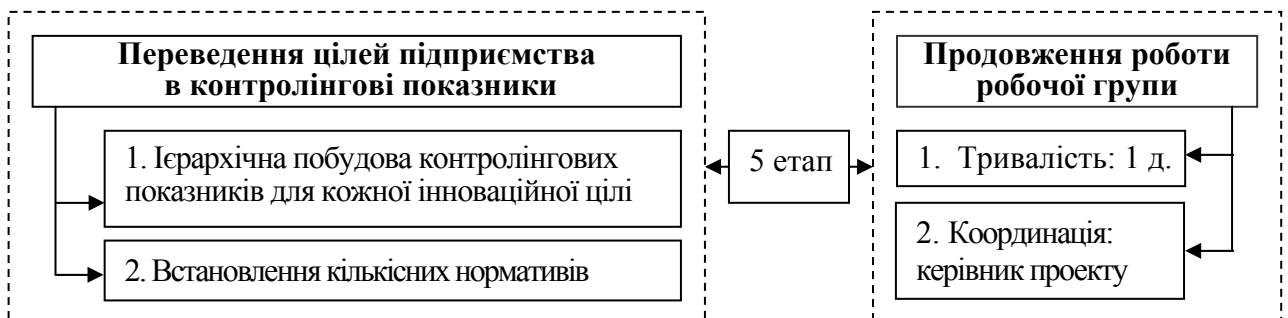 Переведення цілей підприємства
в контролінгові показники
1. Ієрархічна побудова контролінгових
показників для кожної інноваційної цілі
2. Встановлення кількісних нормативів
5 етап
Продовження роботи
робочої групи
1. Тривалість: 1 д.
2. Координація:
керівник проекту